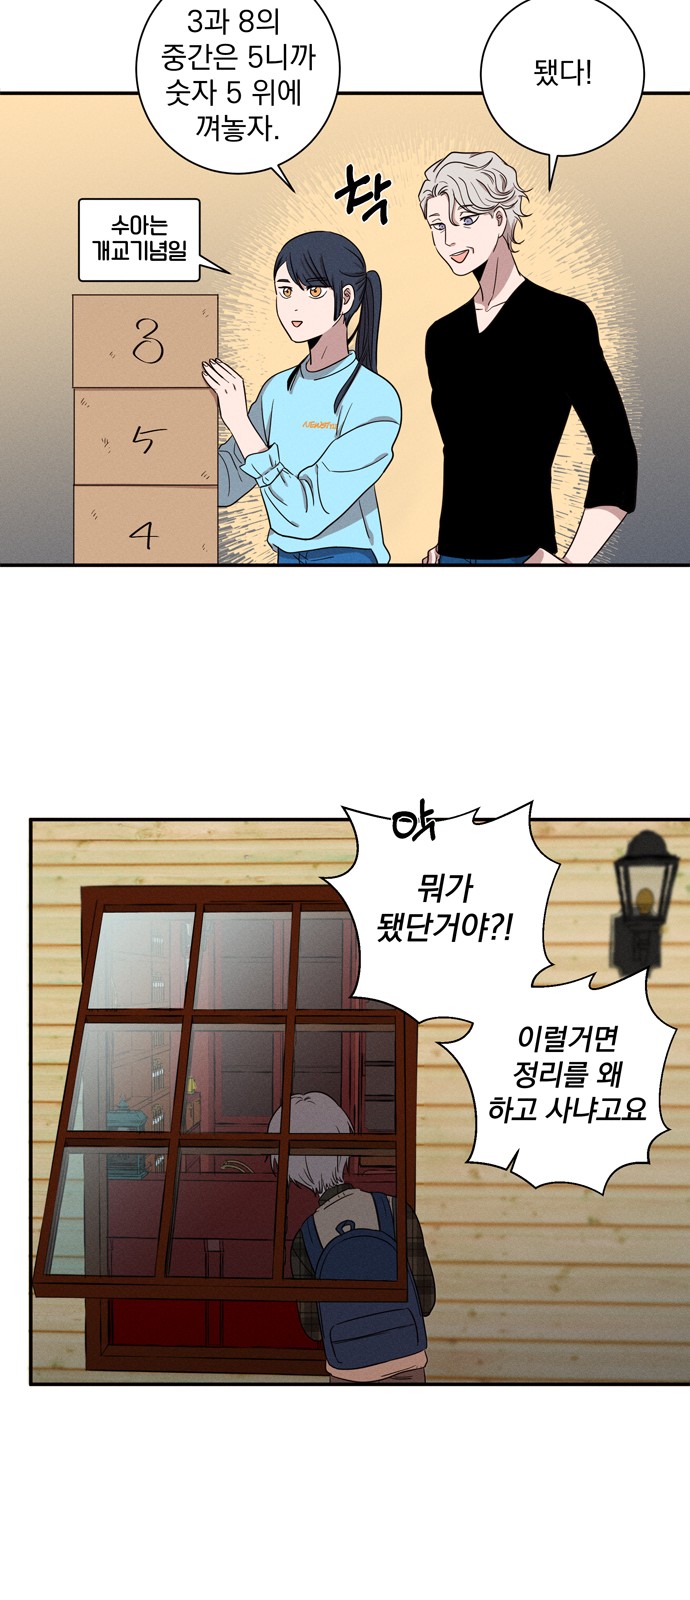 3과 8의
중간은 5니까
숫자 5 위에
껴놓자.
됐다!
착
수아는
개교기념일
3
5
4
야
뭐가
됐단거야?!
이럴거면
정리를 왜
하고 사냐고요